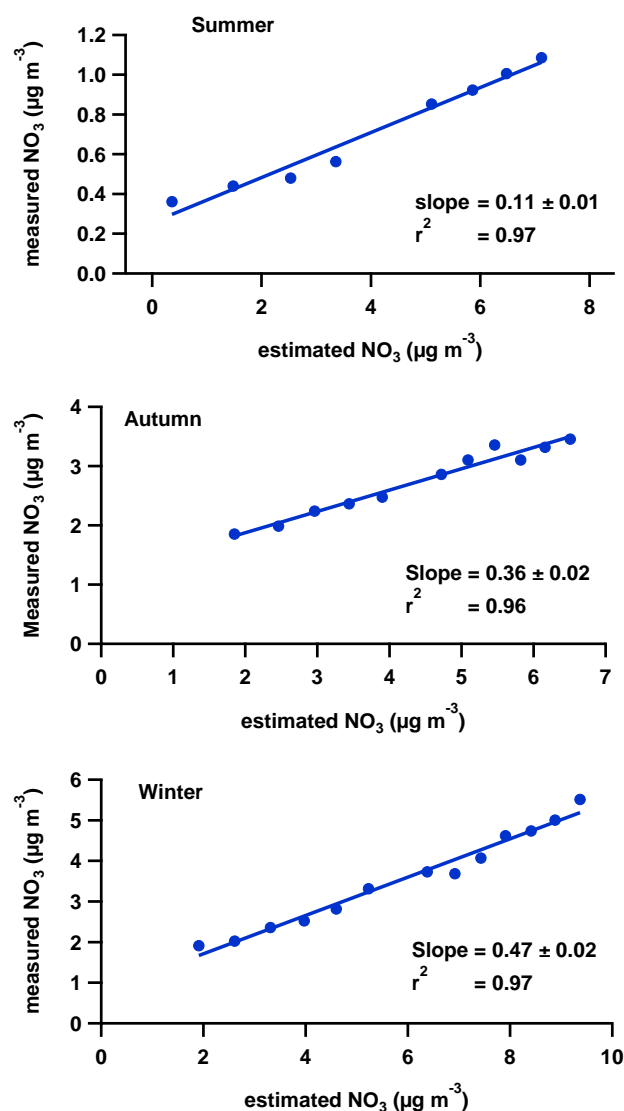 Summer
measured NO₃ (µg m⁻³)
1.2
1.0
0.8
0.6
0.4
0.2
0.0
slope = 0.11 ± 0.01
r² = 0.97
0 2 4 6 8
estimated NO₃ (µg m⁻³)
Autumn
Measured NO₃ (µg m⁻³)
4
3
2
1
0
Slope = 0.36 ± 0.02
r² = 0.96
0 1 2 3 4 5 6 7
estimated NO₃ (µg m⁻³)
Winter
measured NO₃ (µg m⁻³)
6
5
4
3
2
1
0
Slope = 0.47 ± 0.02
r² = 0.97
0 2 4 6 8 10
estimated NO₃ (µg m⁻³)